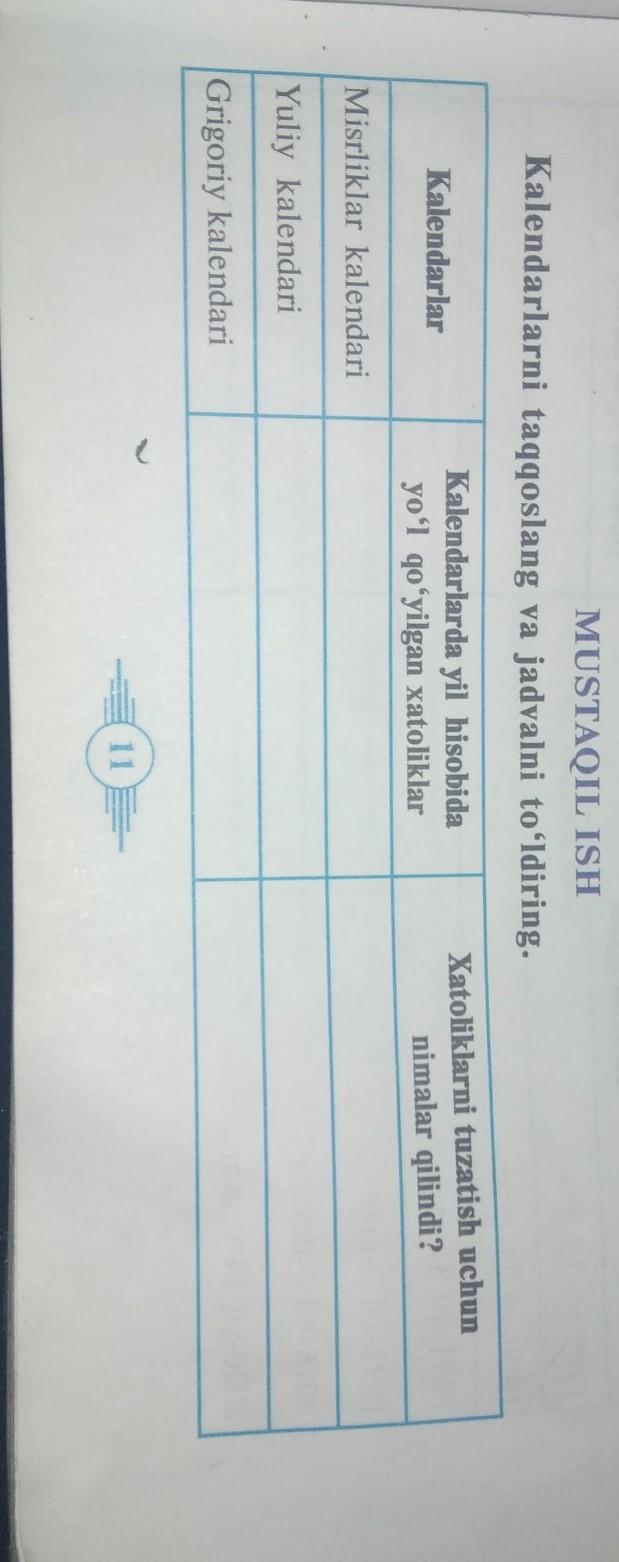 MUSTAQIL ISH
Kalendarlarni taqqoslang va jadvalni to‘ldiring.
Kalendarlar
Kalendarlarda yil hisobida
yo‘l qo‘yilgan xatoliklar
Xatoliklarni tuzatish uchun
nimalar qilindi?
Misrliklar kalendari
Yuliy kalendari
Grigoriy kalendari
11